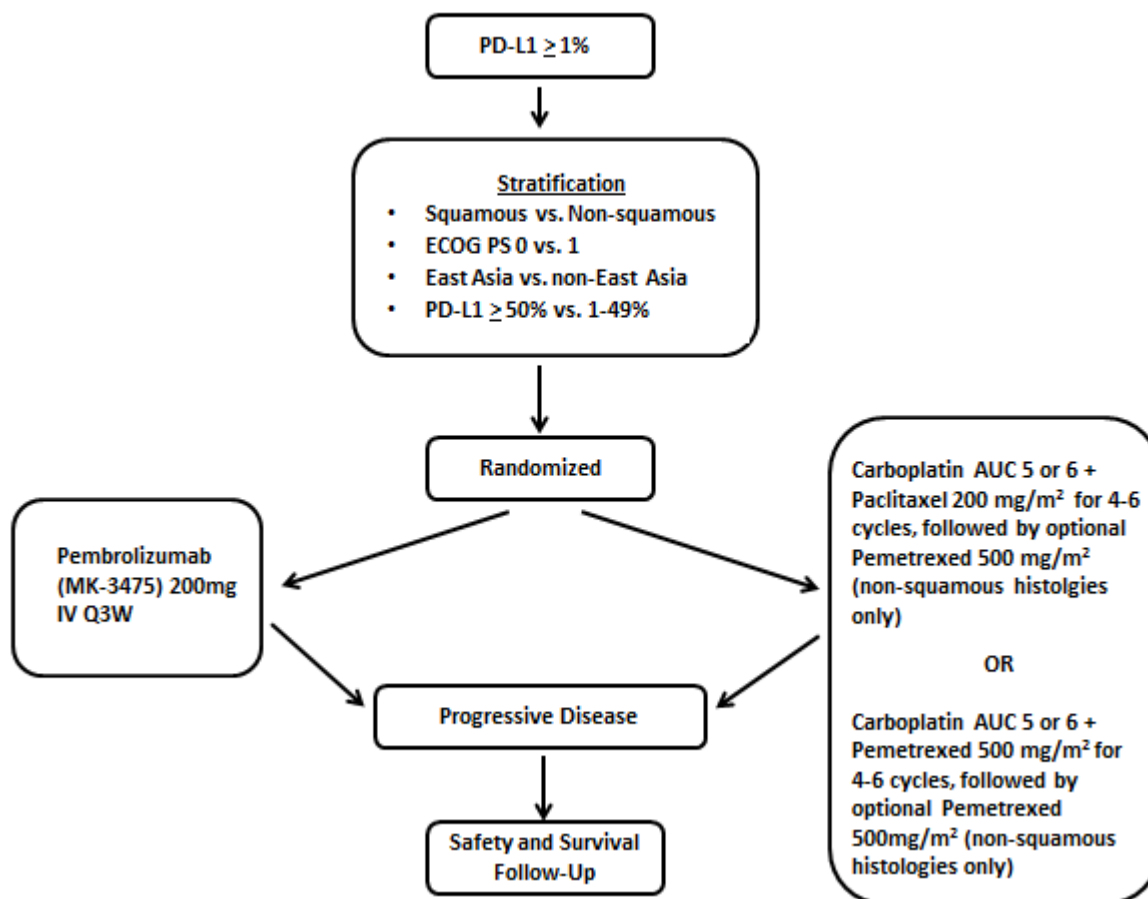 PD-L1 ≥ 1%
Stratification
• Squamous vs. Non-squamous
• ECOG PS 0 vs. 1
• East Asia vs. non-East Asia
• PD-L1 ≥ 50% vs. 1-49%
Randomized
Pembrolizumab
(MK-3475) 200mg
IV Q3W
Carboplatin AUC 5 or 6 +
Paclitaxel 200 mg/m² for 4-6
cycles, followed by optional
Pemetrexed 500 mg/m²
(non-squamous histolgies
only)
OR
Carboplatin AUC 5 or 6 +
Pemetrexed 500 mg/m² for
4-6 cycles, followed by
optional Pemetrexed
500mg/m² (non-squamous
histologies only)
Progressive Disease
Safety and Survival
Follow-Up